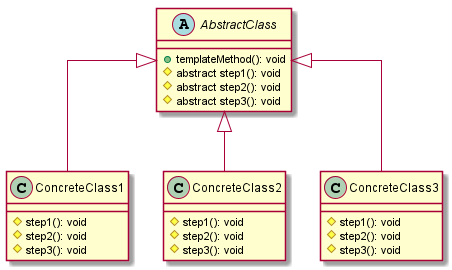 A AbstractClass
templateMethod(): void
abstract step1(): void
abstract step2(): void
abstract step3(): void
C ConcreteClass1
step1(): void
step2(): void
step3(): void
C ConcreteClass2
step1(): void
step2(): void
step3(): void
C ConcreteClass3
step1(): void
step2(): void
step3(): void